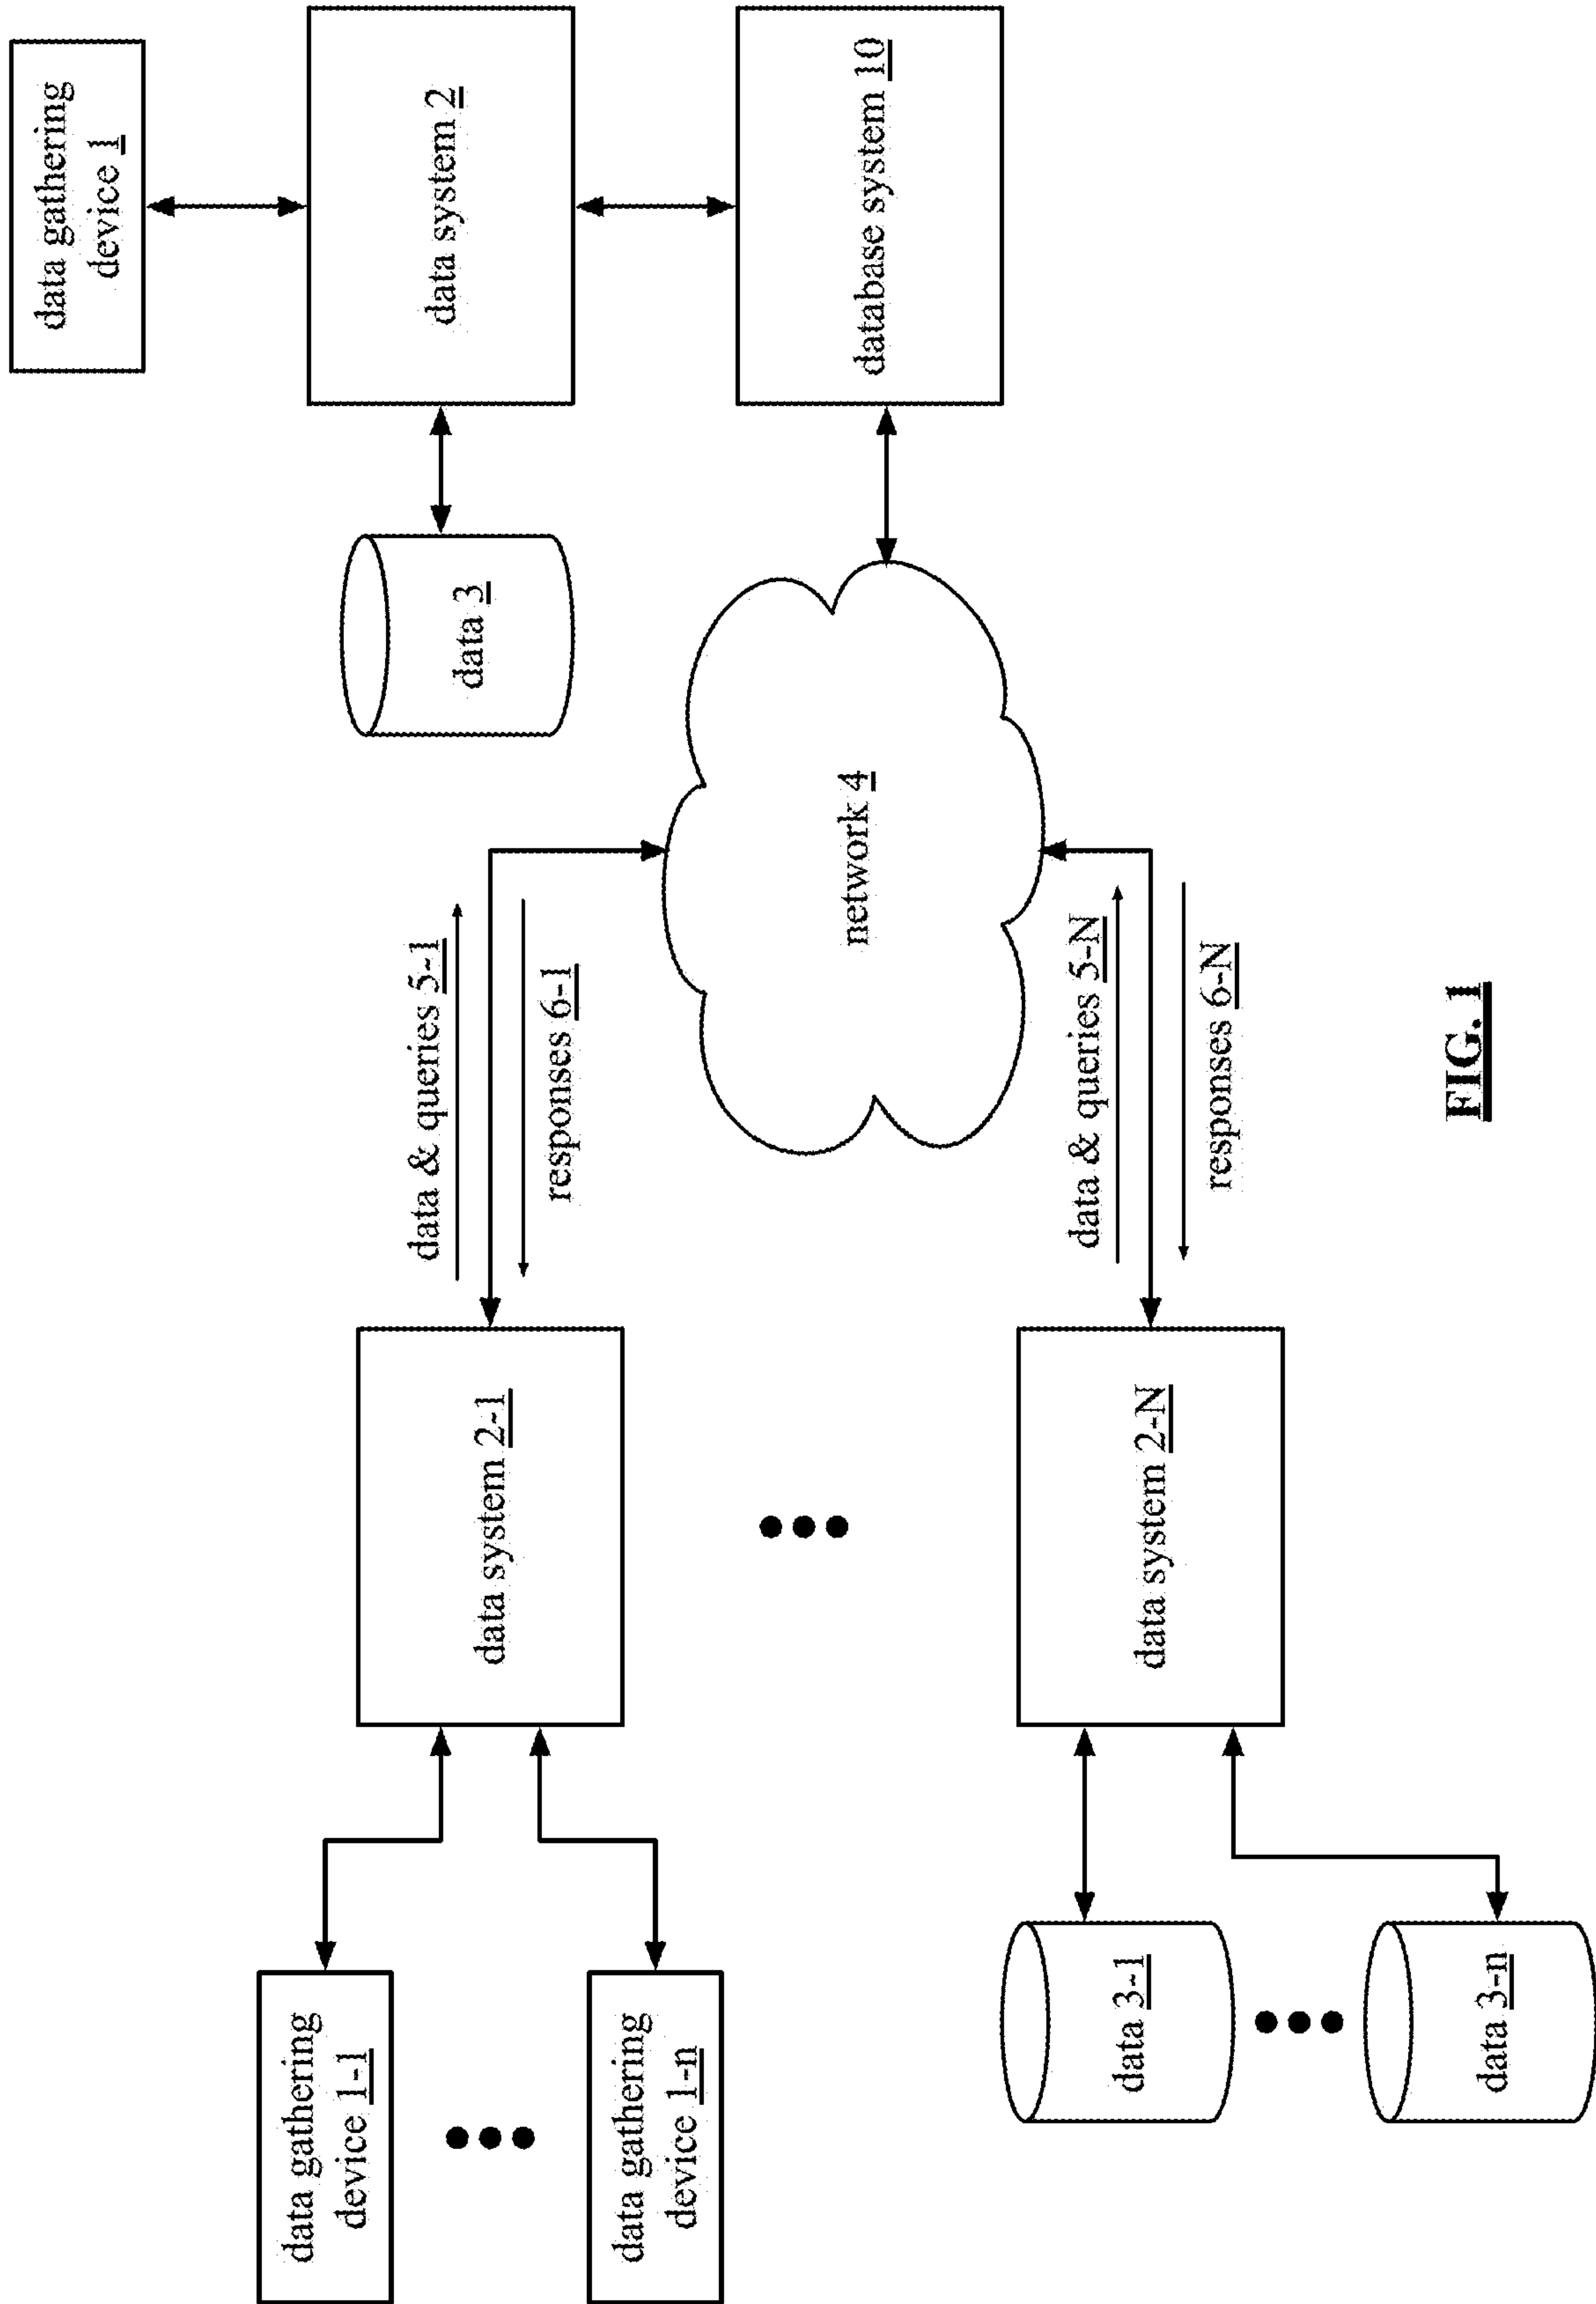 data gathering
device 1
data system 2
data 3
database system 10
data & queries 5-1
responses 6-1
network 4
data gathering
device 1-1
data system 2-1
data gathering
device 1-n
data & queries 5-N
responses 6-N
data system 2-N
data 3-1
data 3-n
FIG. 1